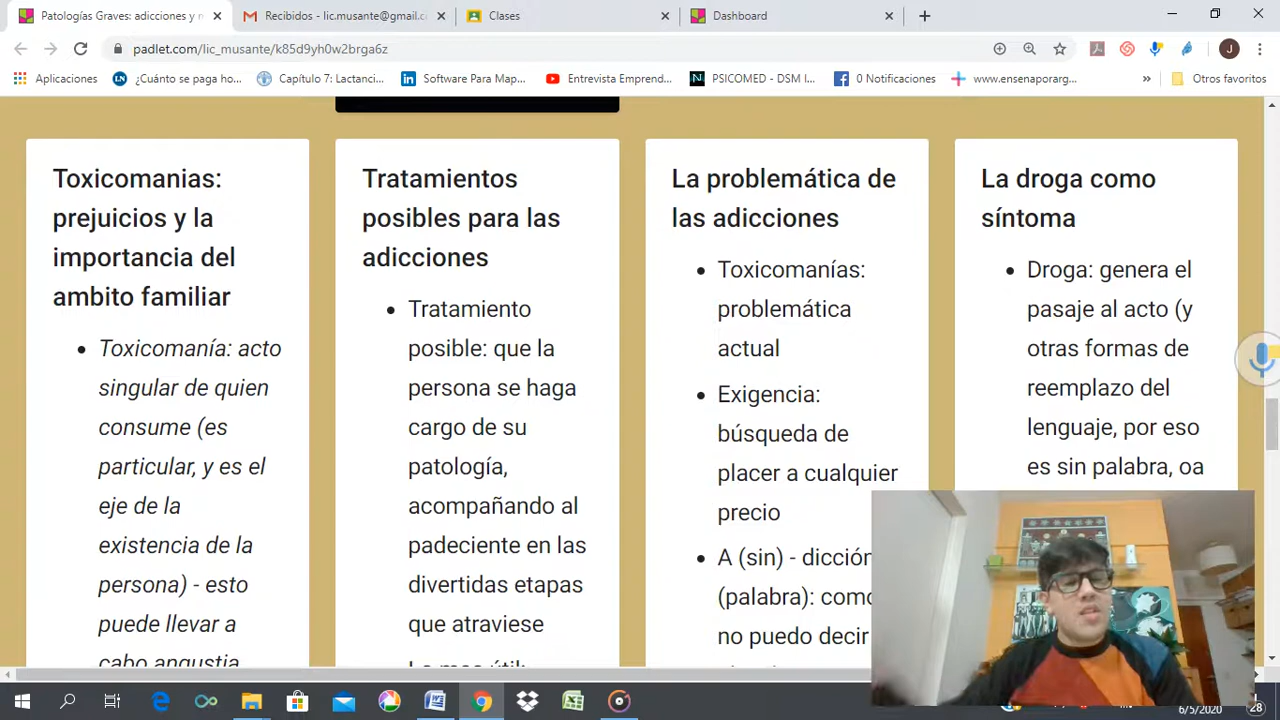 Patologías Graves: adicciones y r
Recibidos - lic.musante@gmail.c
Clases
Dashboard
padlet.com/lic_musante/k85d9yh0w2brga6z
J
Aplicaciones
¿Cuánto se paga ho...
Capítulo 7: Lactanci...
Software Para Map...
Entrevista Emprend...
PSICOMED - DSM I...
0 Notificaciones
www.ensenaporarg...
»
Otros favoritos
Toxicomanias:
prejuicios y la
importancia del
ambito familiar
Toxicomanía: acto
singular de quien
consume (es
particular, y es el
eje de la
existencia de la
persona) - esto
puede llevar a
cabo angustia
Tratamientos
posibles para las
adicciones
Tratamiento
posible: que la
persona se haga
cargo de su
patología,
acompañando al
padeciente en las
divertidas etapas
que atraviese
La problemática de
las adicciones
Toxicomanías:
problemática
actual
Exigencia:
búsqueda de
placer a cualquier
precio
A (sin) - dicción
(palabra): como
no puedo decir
La droga como
síntoma
Droga: genera el
pasaje al acto (y
otras formas de
reemplazo del
lenguaje, por eso
es sin palabra, oa
6/5/2020
28